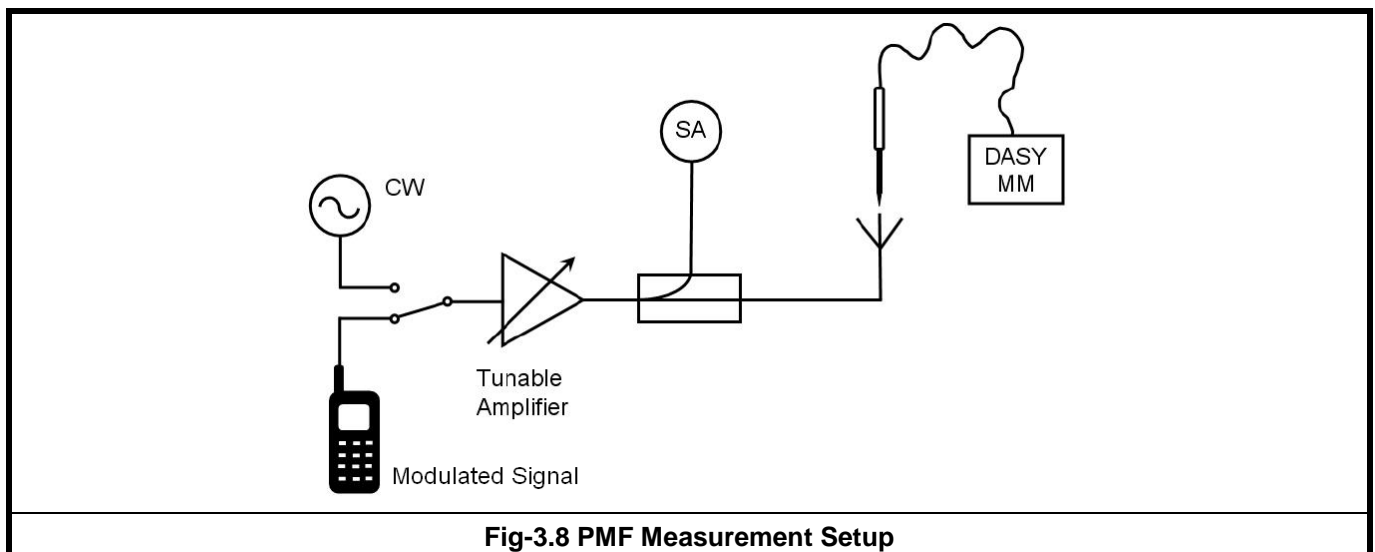 SA
DASY
MM
CW
Tunable
Amplifier
Modulated Signal
Fig-3.8 PMF Measurement Setup